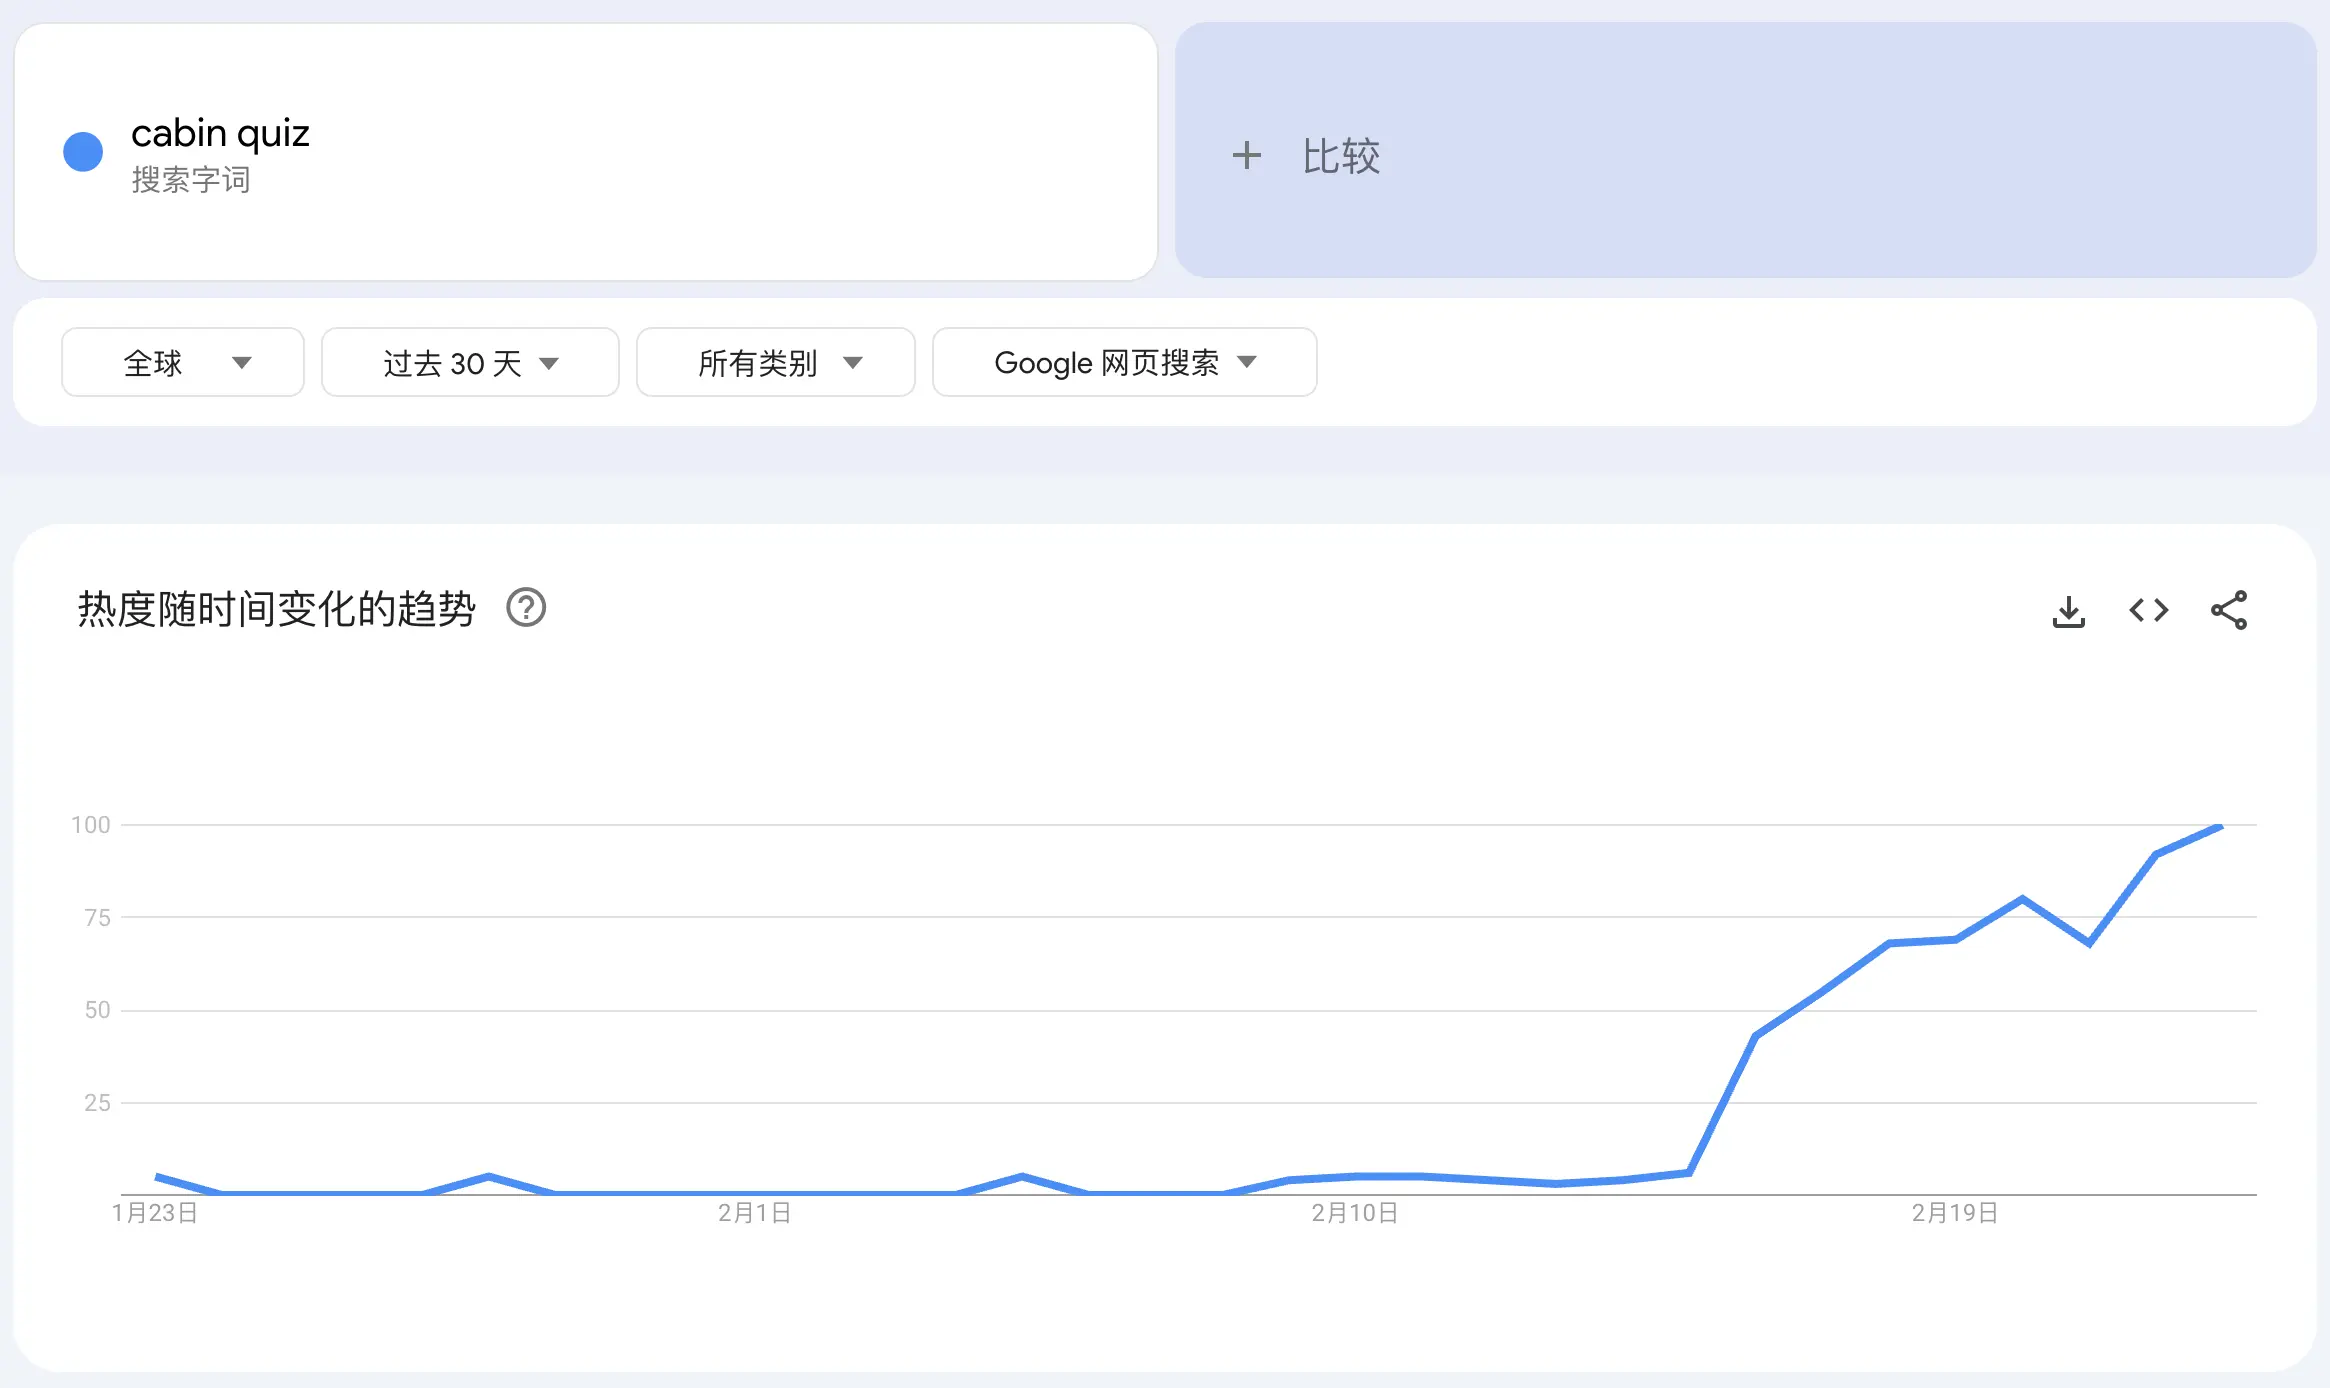 cabin quiz
搜索字词
+ 比较
全球
过去 30 天
所有类别
Google 网页搜索
热度随时间变化的趋势
100
75
50
25
1月23日
2月1日
2月10日
2月19日